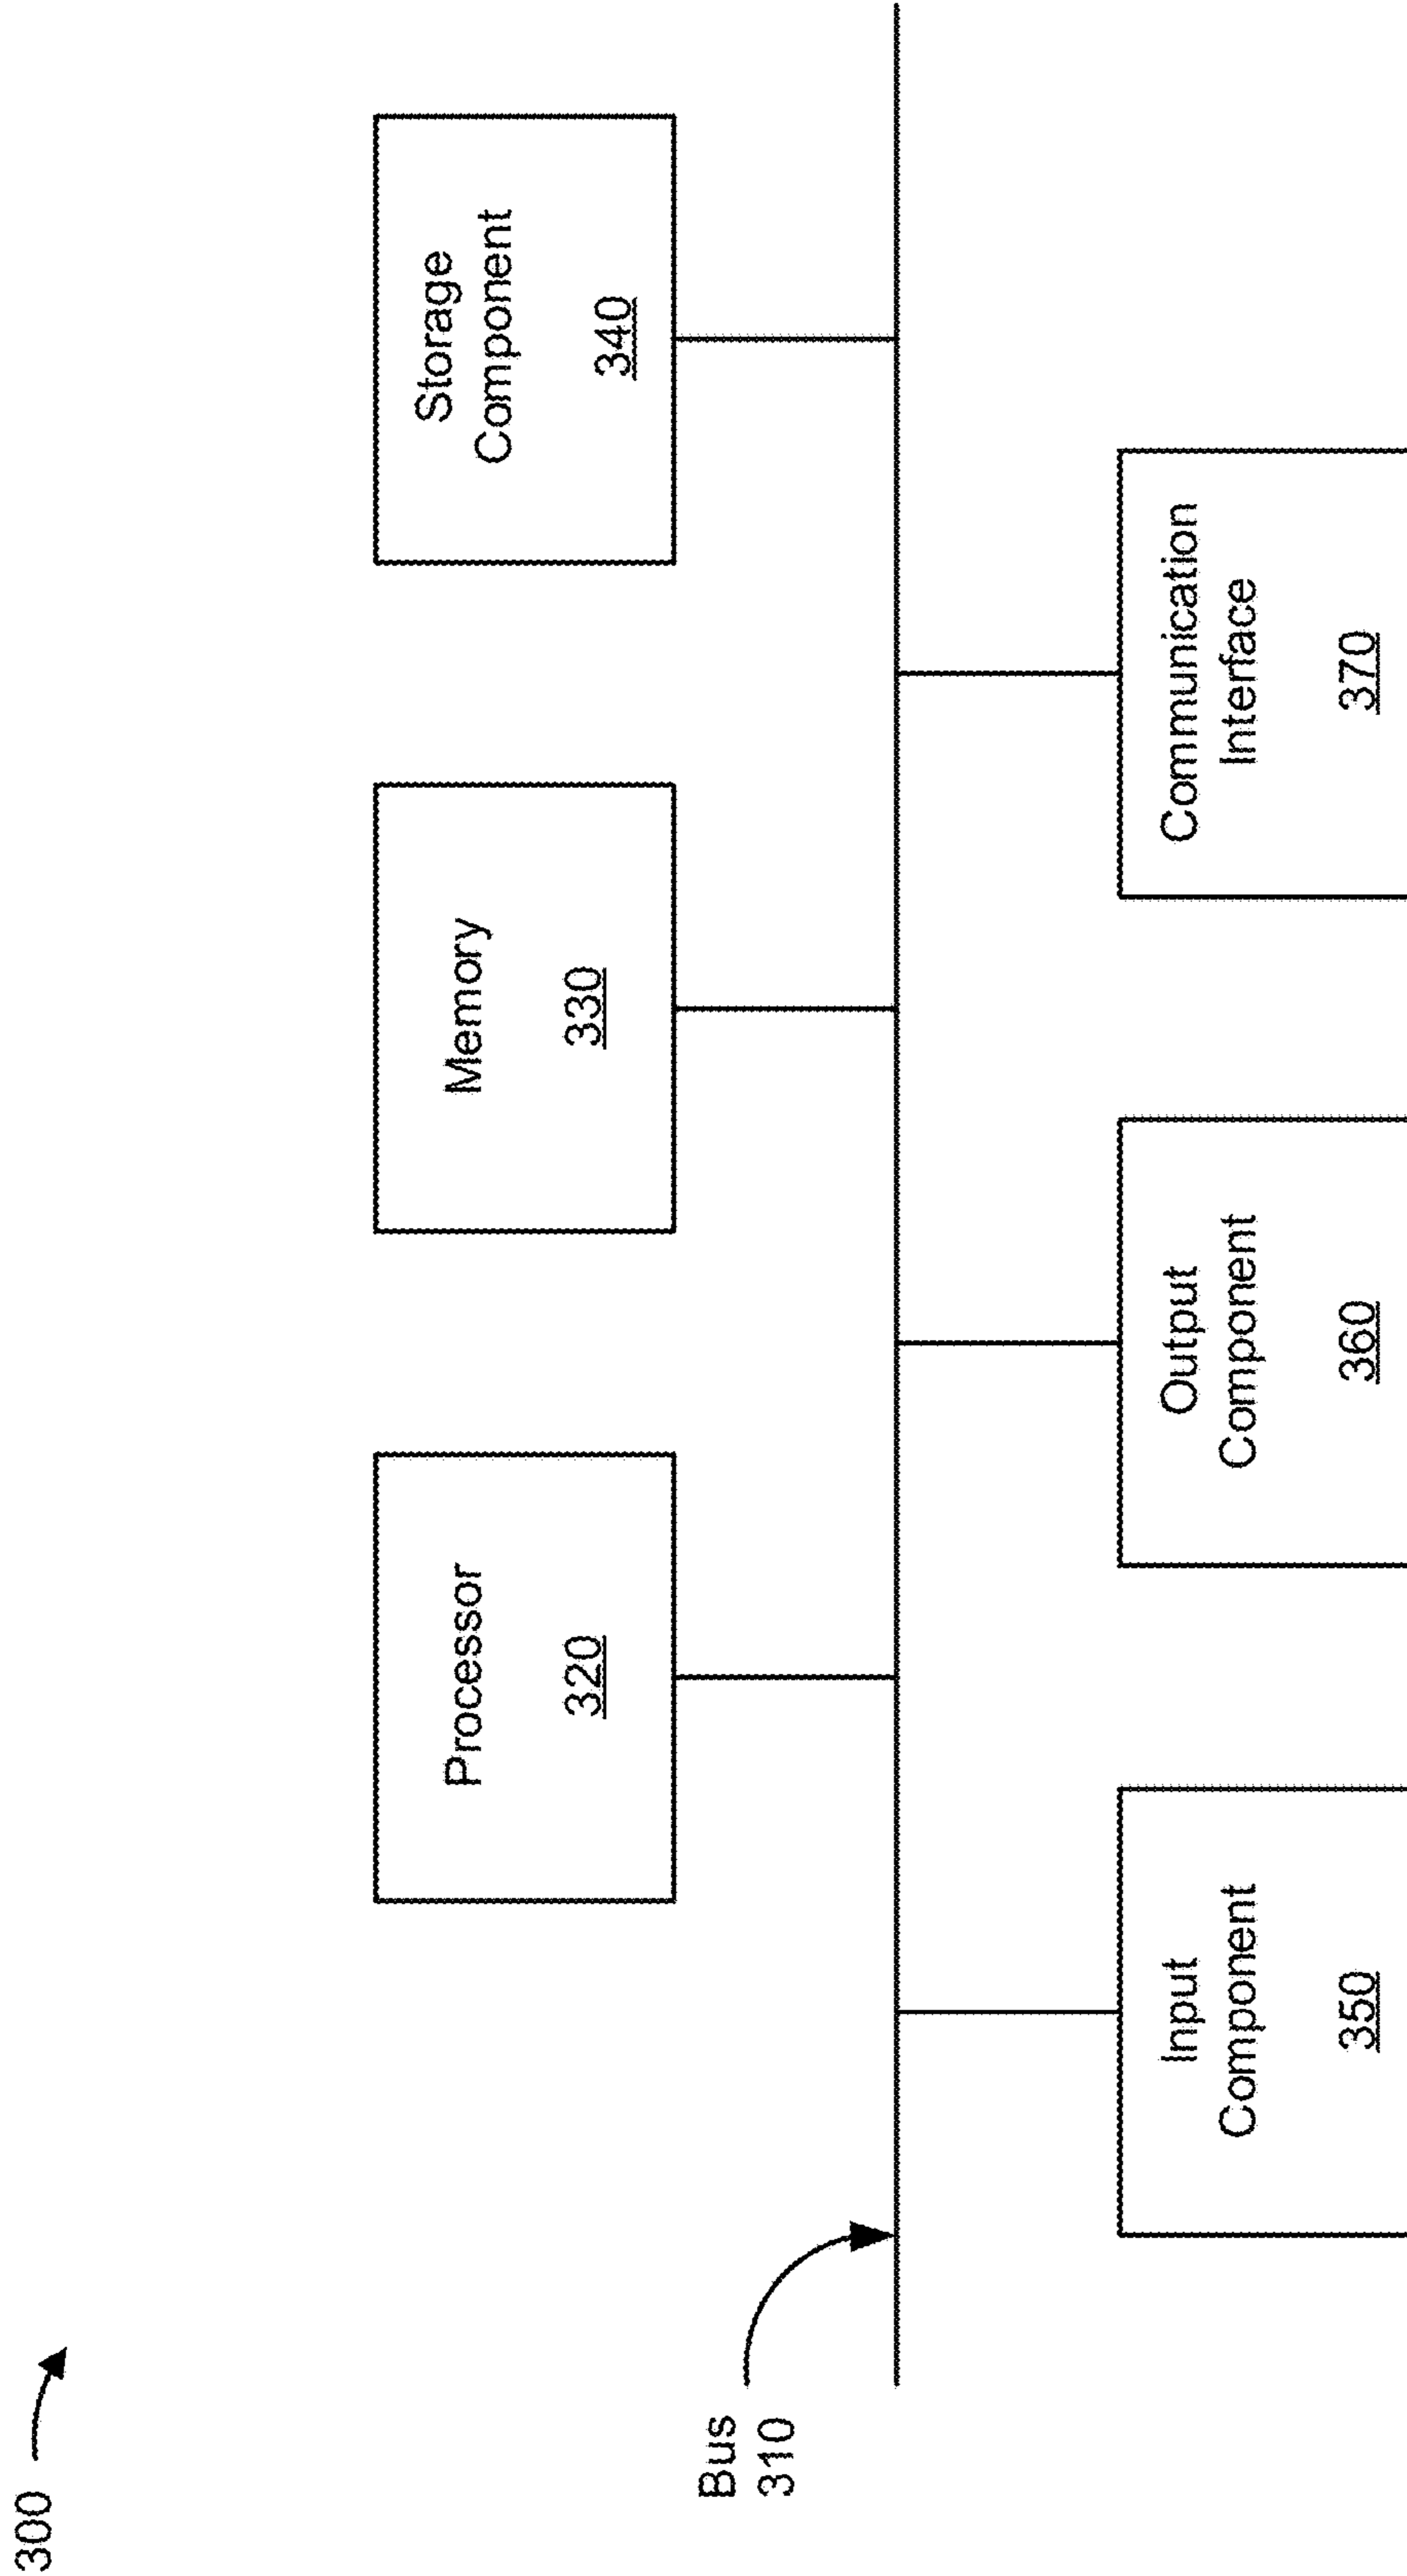 300
Bus
310
Processor
320
Memory
330
Storage
Component
340
Input
Component
350
Output
Component
360
Communication
Interface
370